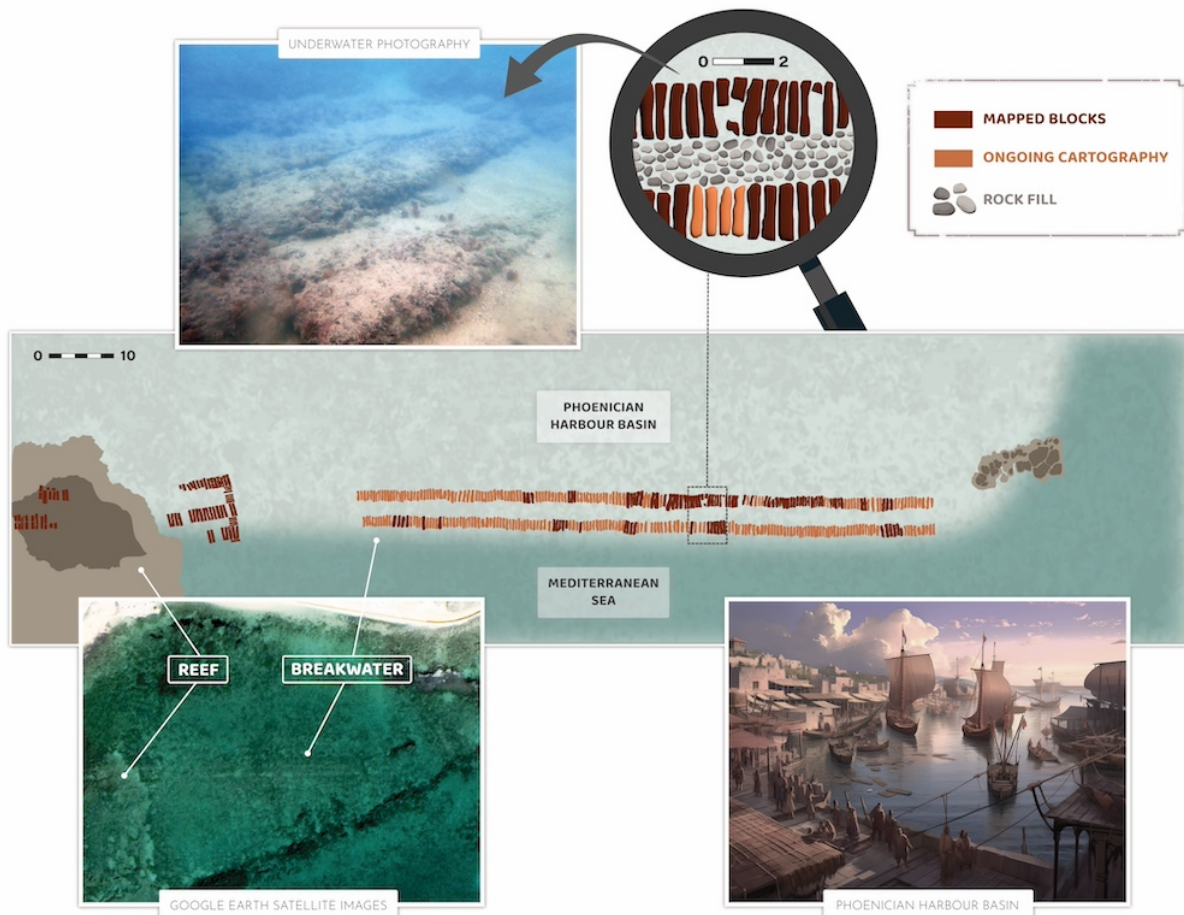 UNDERWATER PHOTOGRAPHY
0 2
MAPPED BLOCKS
ONGOING CARTOGRAPHY
ROCK FILL
0 10
PHOENICIAN
HARBOUR BASIN
MEDITERRANEAN
SEA
REEF
BREAKWATER
GOOGLE EARTH SATELLITE IMAGES
PHOENICIAN HARBOUR BASIN